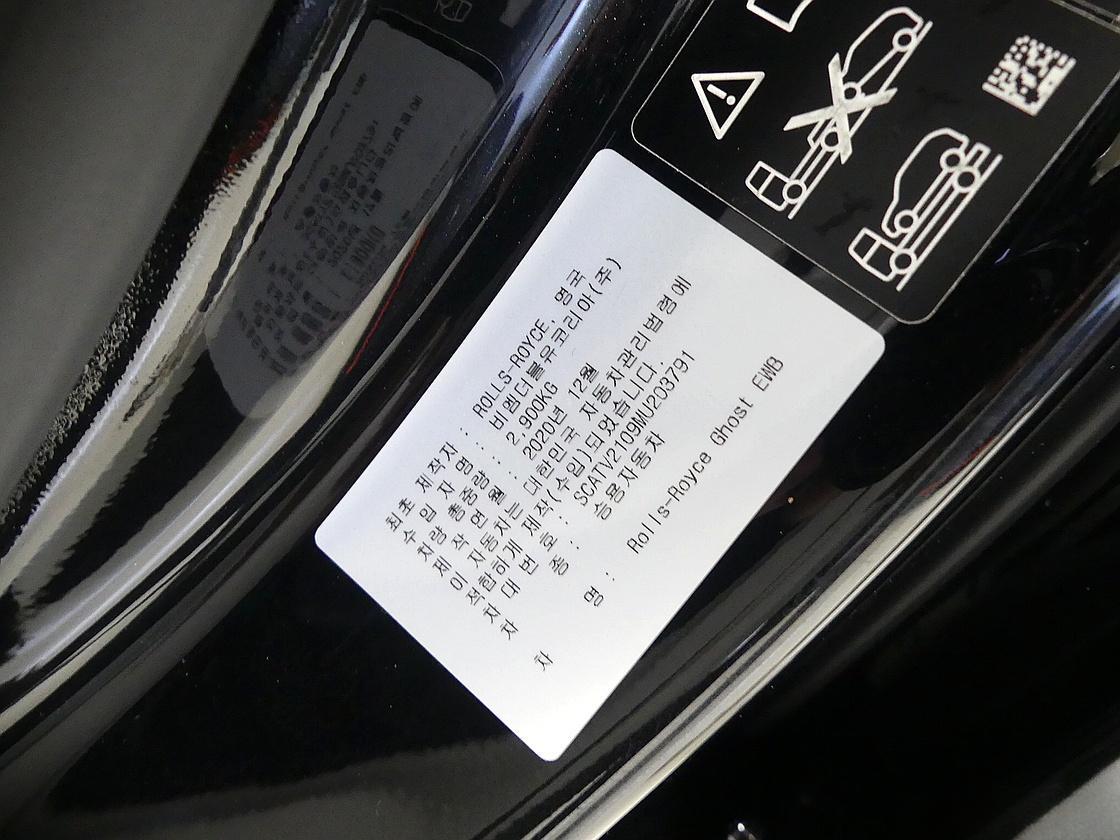 최초 제작자 : ROLLS-ROYCE, 영국
수입 자명 : 비엠더블유코리아(주)
차량 총중량 : 2,990KG
제작연월 : 2020년 12월
이 자동차는 대한민국 자동차관리법령에
적합하게 제작(수입)되었습니다.
차 대 번 호 : SCATV2109MU203791
차 종 : 승용자동차
차 명 : Rolls-Royce Ghost EWB